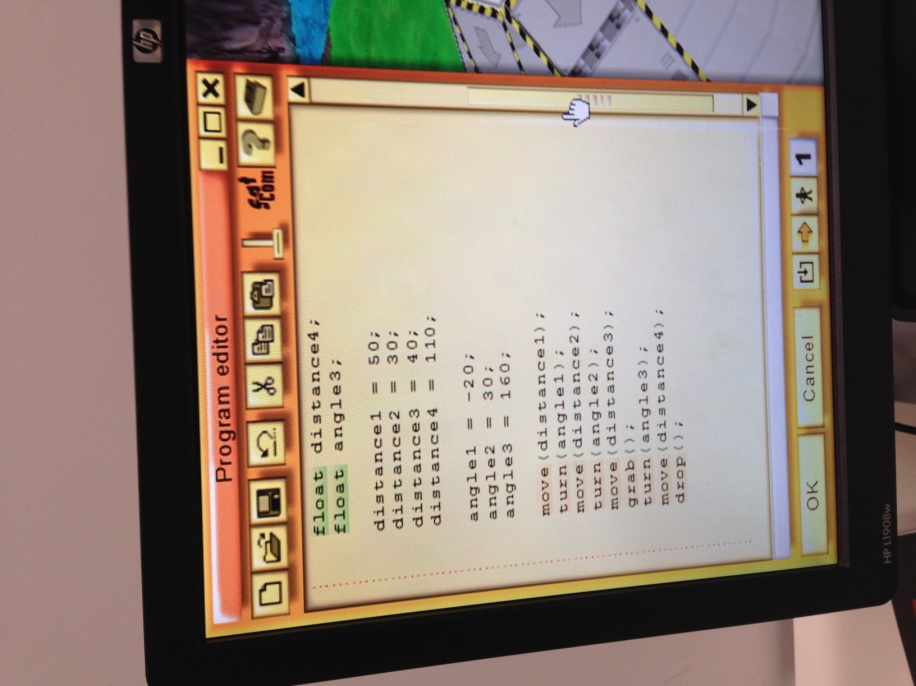 hp
Program editor
float distance4;
float angle3;
distance1 = 50;
distance2 = 30;
distance3 = 40;
distance4 = 110;
angle1 = -20;
angle2 = 30;
angle3 = 160;
move(distance1);
turn(angle1);
move(distance2);
turn(angle2);
move(distance3);
grab();
turn(angle3);
move(distance4);
drop();
OK
Cancel
1
HP L1908w